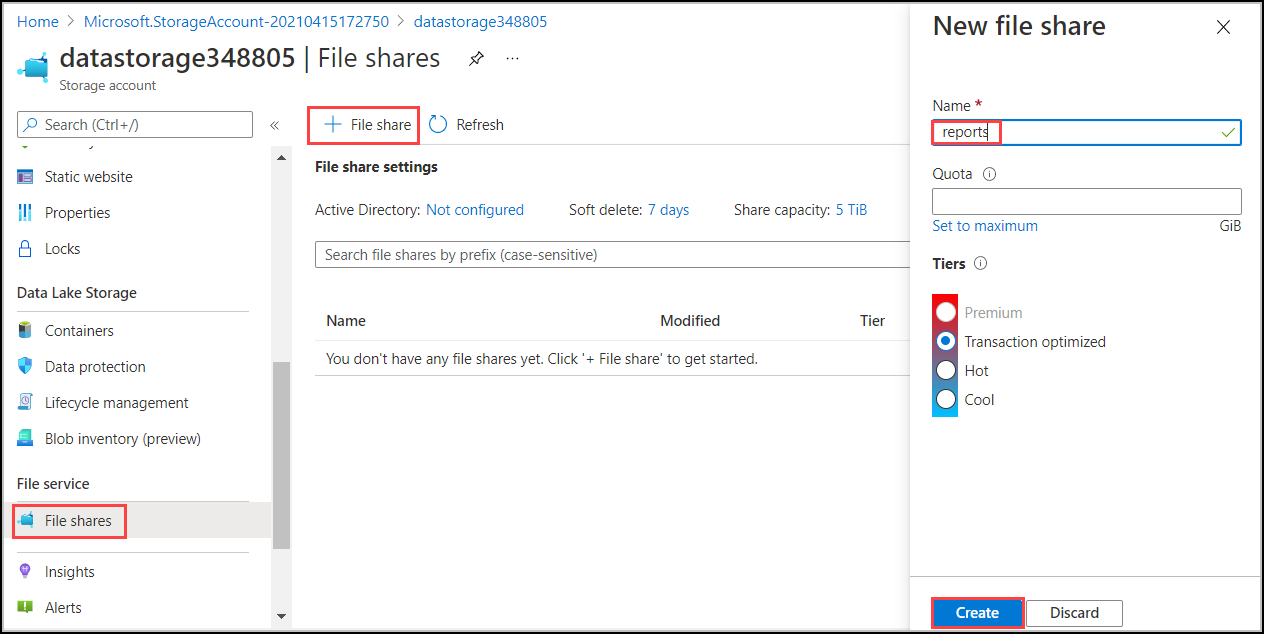 Home > Microsoft.StorageAccount-20210415172750 > datastorage348805
datastorage348805 | File shares
...
Storage account
Search (Ctrl+/)
«
Static website
Properties
Locks
Data Lake Storage
Containers
Data protection
Lifecycle management
Blob inventory (preview)
File service
File shares
Insights
Alerts
+ File share
Refresh
File share settings
Active Directory: Not configured Soft delete: 7 days Share capacity: 5 TiB
Search file shares by prefix (case-sensitive)
Name Modified Tier
You don't have any file shares yet. Click '+ File share' to get started.
New file share
Name *
reports
Quota
Set to maximum GiB
Tiers
Premium
Transaction optimized
Hot
Cool
Create Discard